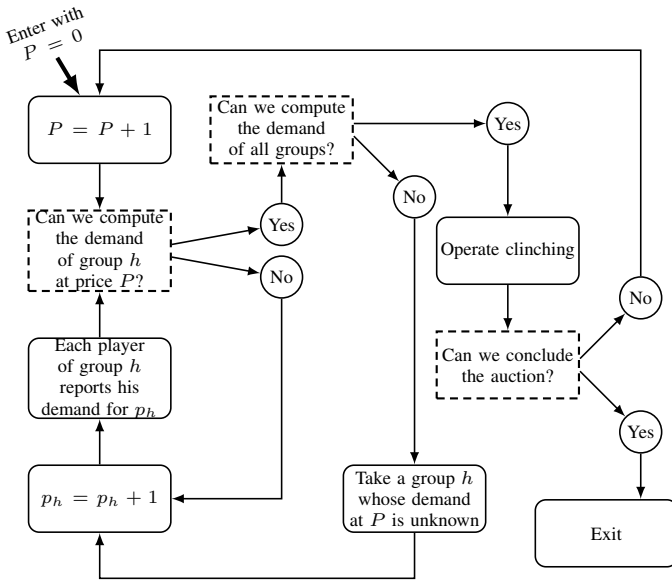 Enter with
P = 0
P = P + 1
Can we compute
the demand
of group h
at price P?
Yes
No
Each player
of group h
reports his
demand for p_h
p_h = p_h + 1
Can we compute
the demand
of all groups?
Yes
No
Take a group h
whose demand
at P is unknown
Operate clinching
Can we conclude
the auction?
No
Yes
Exit